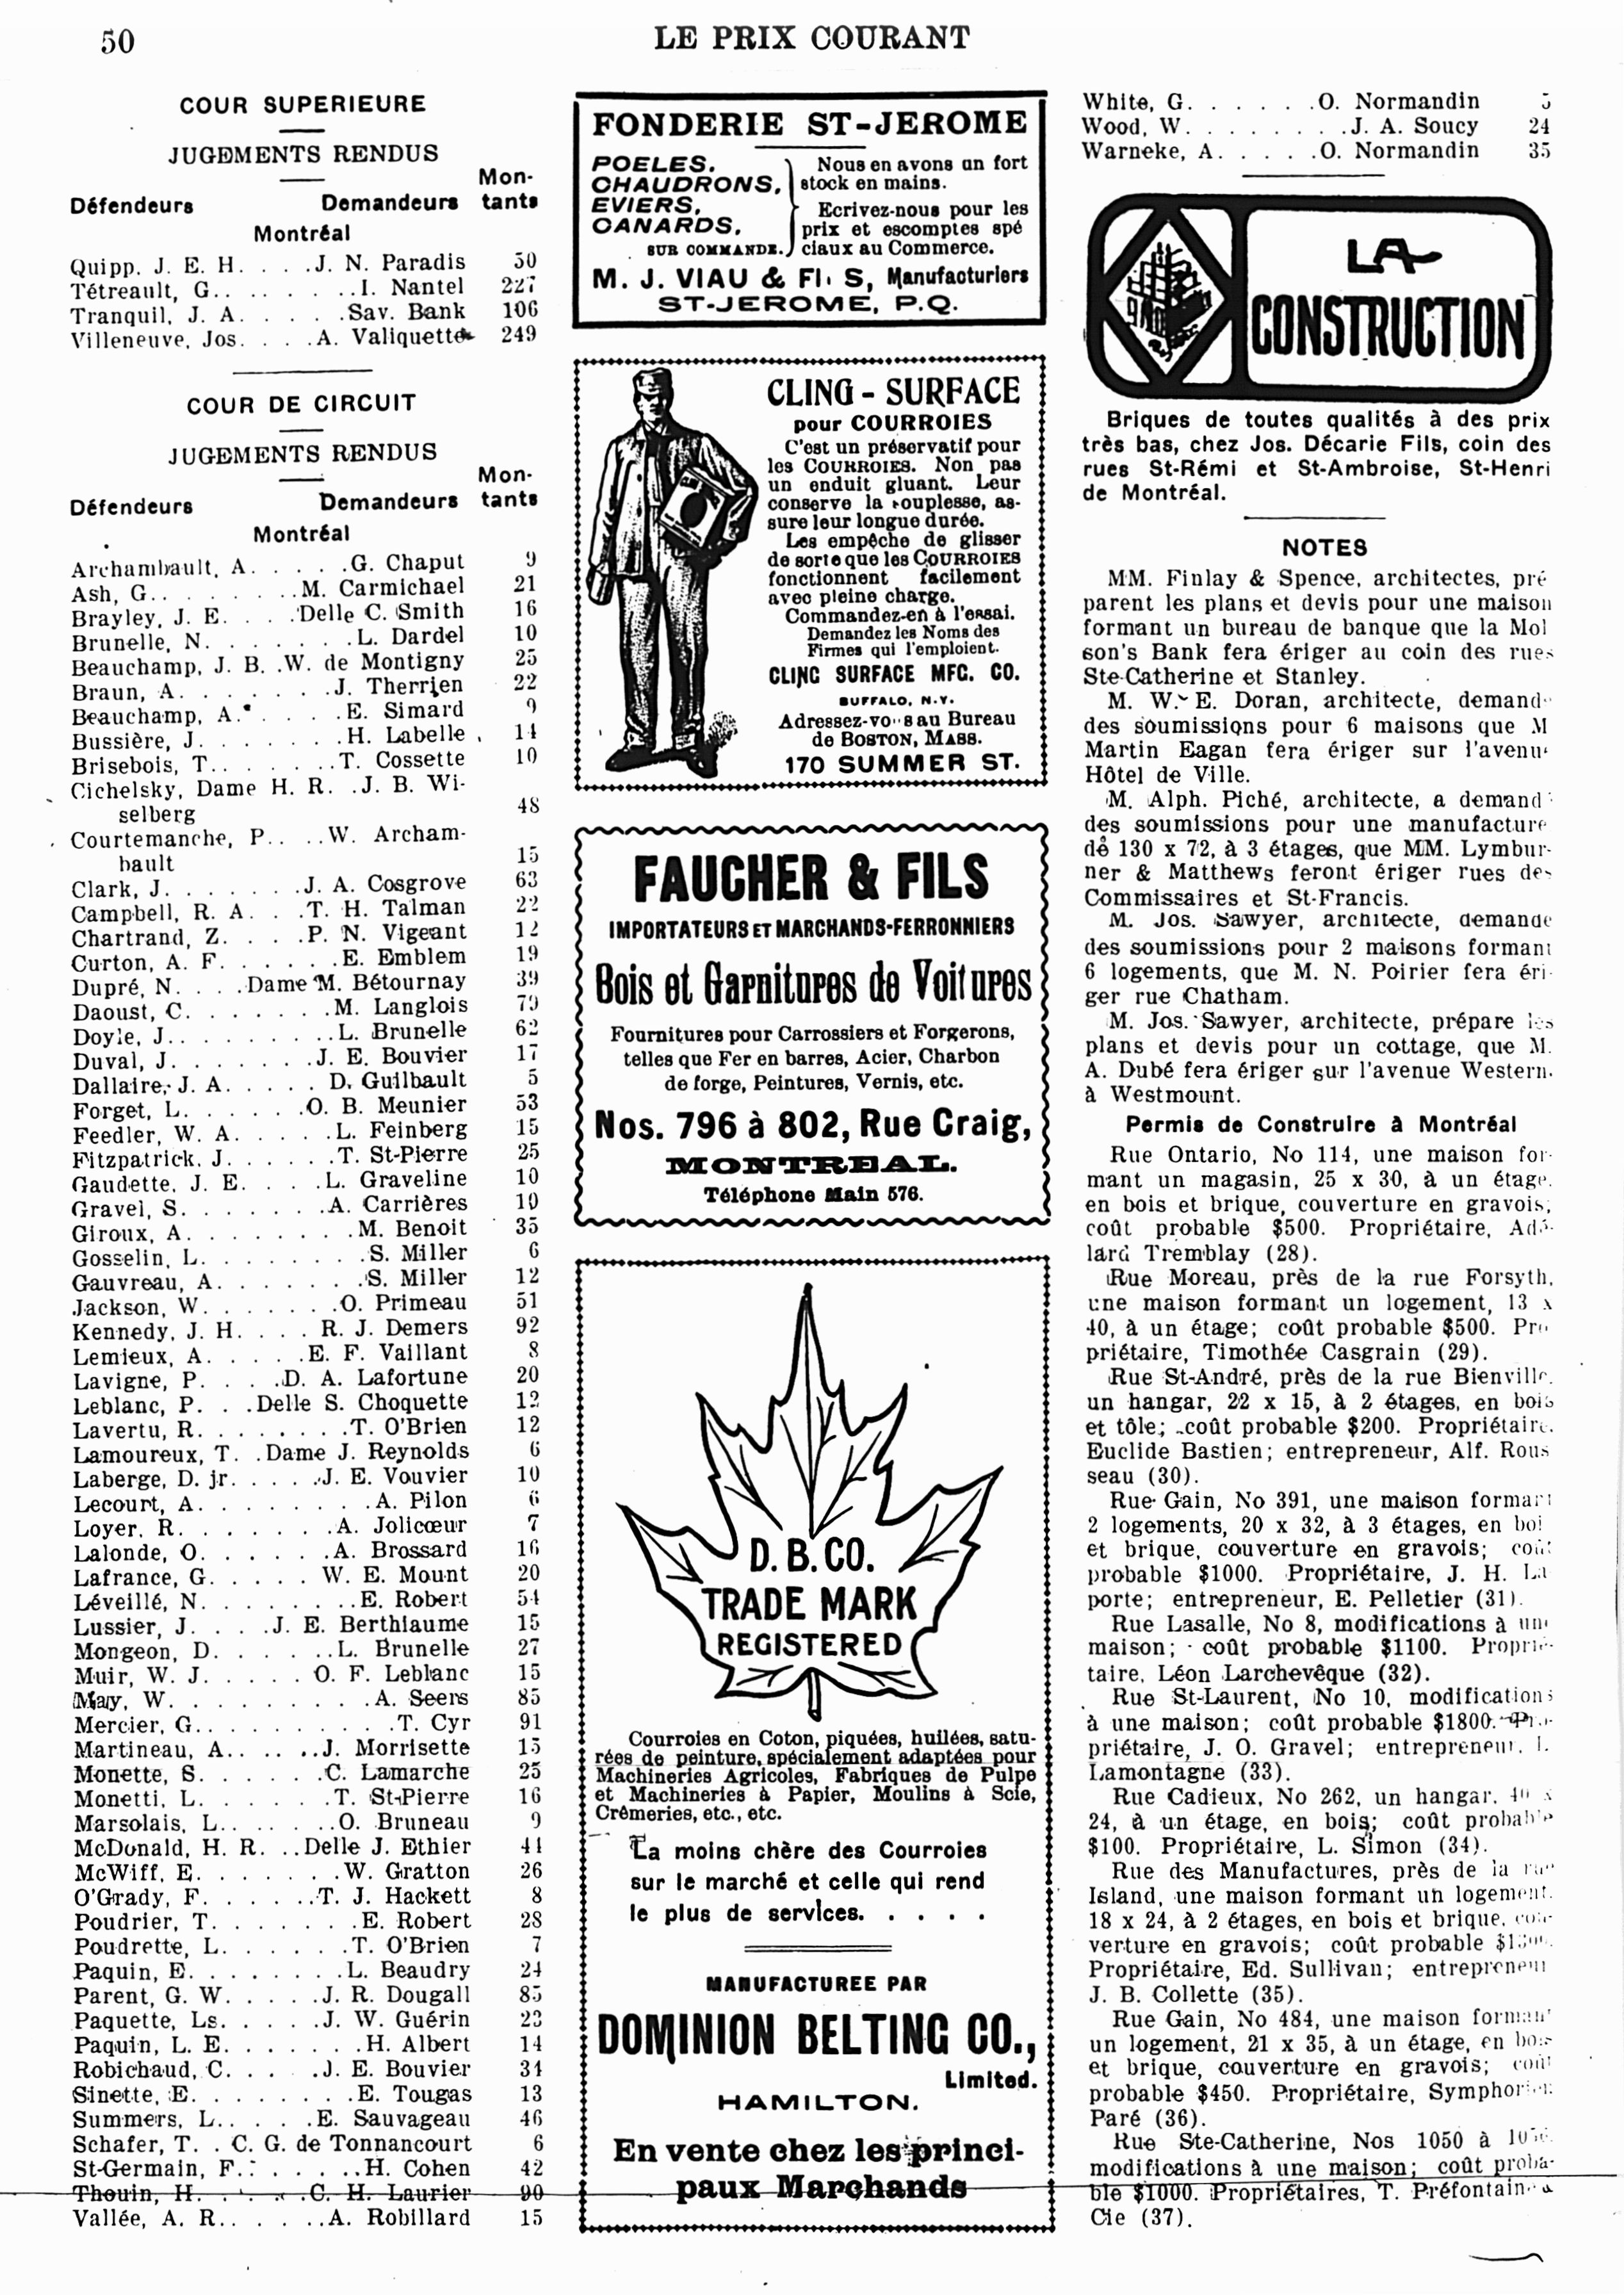 50
LE PRIX COURANT
COUR SUPERIEURE
JUGEMENTS RENDUS
Défendeurs Demandeurs Mon-
tants
Montréal
Quipp. J. E. H. . . .J. N. Paradis 50
Tétreault, G.. . . . . . .I. Nantel 227
Tranquil, J. A. . . . . .Sav. Bank 106
Villeneuve, Jos. . . .A. Valiquette 249
COUR DE CIRCUIT
JUGEMENTS RENDUS
Défendeurs Demandeurs Mon-
tants
Montréal
Archambault, A. . . . . .G. Chaput 9
Ash, G.. . . . . . . .M. Carmichael 21
Brayley, J. E. . . .Delle C. Smith 16
Brunelle, N. . . . . . . .L. Dardel 10
Beauchamp, J. B. .W. de Montigny 25
Braun, A. . . . . . . .J. Therrien 22
Beauchamp, A. . . . . .E. Simard 9
Bussière, J. . . . . . . .H. Labelle 14
Brisebois, T. . . . . . .T. Cossette 10
Cichelsky, Dame H. R. .J. B. Wi-
selberg 48
Courtemanche, P.. . .W. Archam-
bault 15
Clark, J. . . . . . . .J. A. Cosgrove 63
Campbell, R. A. . .T. H. Talman 22
Chartrand, Z. . . . .P. N. Vigeant 12
Curton, A. F. . . . . . .E. Emblem 19
Dupré, N. . . .Dame M. Bétournay 39
Daoust, C. . . . . . . .M. Langlois 79
Doyle, J.. . . . . . . . .L. Brunelle 62
Duval, J. . . . . . . .J. E. Bouvier 17
Dallaire, J. A. . . . . D. Guilbault 5
Forget, L. . . . . . .O. B. Meunier 53
Feedler, W. A. . . . . .L. Feinberg 15
Fitzpatrick, J. . . . . . .T. St-Pierre 25
Gaudette, J. E. . . . .L. Graveline 10
Gravel, S. . . . . . . .A. Carrières 10
Giroux, A. . . . . . . . .M. Benoit 35
Gosselin, L. . . . . . . . .S. Miller 6
Gauvreau, A. . . . . . . .S. Miller 12
Jackson, W. . . . . . . .O. Primeau 51
Kennedy, J. H. . . . R. J. Demers 92
Lemieux, A. . . . . .E. F. Vaillant 8
Lavigne, P. . . . .D. A. Lafortune 20
Leblanc, P. . . .Delle S. Choquette 12
Lavertu, R. . . . . . . . .T. O'Brien 12
Lamoureux, T. .Dame J. Reynolds 6
Laberge, D. jr. . . . . .J. E. Vouvier 10
Lecourt, A. . . . . . . . . .A. Pilon 6
Loyer, R. . . . . . . .A. Jolicœur 7
Lalonde, O. . . . . . .A. Brossard 16
Lafrance, G. . . . . . W. E. Mount 20
Léveillé, N. . . . . . . . .E. Robert 54
Lussier, J. . . . .J. E. Berthiaume 15
Mongeon, D. . . . . . .L. Brunelle 27
Muir, W. J. . . . . . O. F. Leblanc 15
May, W. . . . . . . . . . .A. Seers 85
Mercier, G.. . . . . . . . . .T. Cyr 91
Martineau, A.. . . . .J. Morrisette 15
Monette, S. . . . . . .C. Lamarche 25
Monetti, L. . . . . . .T. St-Pierre 16
Marsolais, L.. . . . . . .O. Bruneau 9
McDonald, H. R. . .Delle J. Ethier 41
McWiff, E. . . . . . . .W. Gratton 26
O'Grady, F. . . . . .T. J. Hackett 8
Poudrier, T. . . . . . . .E. Robert 28
Poudrette, L. . . . . . .T. O'Brien 7
Paquin, E. . . . . . . . .L. Beaudry 24
Parent, G. W. . . . . .J. R. Dougall 85
Paquette, Ls. . . . . .J. W. Guérin 23
Paquin, L. E. . . . . . . .H. Albert 14
Robichaud, C. . . . .J. E. Bouvier 34
Sinette, E. . . . . . . . .E. Tougas 13
Summers, L.. . . . .E. Sauvageau 46
Schafer, T. . C. G. de Tonnancourt 6
St-Germain, F. . . . . . .H. Cohen 42
Thouin, H. . . . . .C. H. Laurier 90
Vallée, A. R.. . . . . .A. Robillard 15
FONDERIE ST-JEROME
POELES.
CHAUDRONS,
EVIERS,
CANARDS,
SUR COMMANDE.
Nous en avons un fort
stock en mains.
Ecrivez-nous pour les
prix et escomptes spé
ciaux au Commerce.
M. J. VIAU & S, Manufacturiers
ST-JEROME, P.Q.
CLING - SURFACE
pour COURROIES
C'est un préservatif pour
les COURROIES. Non pas
un enduit gluant. Leur
conserve la souplesse, as-
sure leur longue durée.
Les empêche de glisser
de sorte que les COURROIES
fonctionnent facilement
avec pleine charge.
Commandez-en à l'essai.
Demandez les Noms des
Firmes qui l'emploient.
CLING SURFACE MFG. CO.
BUFFALO, N.Y.
Adressez-vous au Bureau
de BOSTON, MASS.
170 SUMMER ST.
FAUCHER & FILS
IMPORTATEURS ET MARCHANDS-FERRONNIERS
Bois et Garnitures de Voitures
Fournitures pour Carrossiers et Forgerons,
telles que Fer en barres, Acier, Charbon
de forge, Peintures, Vernis, etc.
Nos. 796 à 802, Rue Craig,
MONTREAL.
Téléphone Main 576.
D. B. CO.
TRADE MARK
REGISTERED
Courroies en Coton, piquées, huilées, satu-
rées de peinture, spécialement adaptées pour
Machineries Agricoles, Fabriques de Pulpe
et Machineries à Papier, Moulins à Scie,
Crêmeries, etc., etc.
La moins chère des Courroies
sur le marché et celle qui rend
le plus de services. . . . .
MANUFACTUREE PAR
DOMINION BELTING CO.,
Limited.
HAMILTON.
En vente chez les princi-
paux Marchands
White, G. . . . . . .O. Normandin 5
Wood, W. . . . . . . . .J. A. Soucy 24
Warneke, A. . . . . .O. Normandin 35
LA
CONSTRUCTION
Briques de toutes qualités à des prix
très bas, chez Jos. Décarie Fils, coin des
rues St-Rémi et St-Ambroise, St-Henri
de Montréal.
NOTES
MM. Finlay & Spence, architectes, pré
parent les plans et devis pour une maison
formant un bureau de banque que la Mol
son's Bank fera ériger au coin des rues
Ste-Catherine et Stanley.
M. W. E. Doran, architecte, demand
des soumissions pour 6 maisons que M
Martin Eagan fera ériger sur l'avenu
Hôtel de Ville.
M. Alph. Piché, architecte, a demand
des soumissions pour une manufacture
de 130 x 72, à 3 étages, que MM. Lymbur-
ner & Matthews feront ériger rues des
Commissaires et St-Francis.
M. Jos. Sawyer, architecte, demande
des soumissions pour 2 maisons formant
6 logements, que M. N. Poirier fera éri-
ger rue Chatham.
M. Jos. Sawyer, architecte, prépare les
plans et devis pour un cottage, que M.
A. Dubé fera ériger sur l'avenue Western.
à Westmount.
Permis de Construire à Montréal
Rue Ontario, No 114, une maison for-
mant un magasin, 25 x 30, à un étage.
en bois et brique, couverture en gravois;
coût probable $500. Propriétaire, Adé-
lard Tremblay (28).
Rue Moreau, près de la rue Forsyth,
une maison formant un logement, 13 x
40, à un étage; coût probable $500. Pro
priétaire, Timothée Casgrain (29).
Rue St-André, près de la rue Bienville.
un hangar, 22 x 15, à 2 étages, en bois
et tôle; coût probable $200. Propriétaire.
Euclide Bastien; entrepreneur, Alf. Rous
seau (30).
Rue Gain, No 391, une maison formant
2 logements, 20 x 32, à 3 étages, en boi
et brique, couverture en gravois; coût
probable $1000. Propriétaire, J. H. La
porte; entrepreneur, E. Pelletier (31).
Rue Lasalle, No 8, modifications à une
maison; coût probable $1100. Proprié-
taire, Léon Larchevêque (32).
Rue St-Laurent, No 10, modifications
à une maison; coût probable $1800. Pro-
priétaire, J. O. Gravel; entrepreneur,
Lamontagne (33).
Rue Cadieux, No 262, un hangar, 40 x
24, à un étage, en bois; coût probable
$100. Propriétaire, L. Simon (34).
Rue des Manufactures, près de la rue
Island, une maison formant un logement.
18 x 24, à 2 étages, en bois et brique, cou-
verture en gravois; coût probable
Propriétaire, Ed. Sullivan; entrepreneur
J. B. Collette (35).
Rue Gain, No 484, une maison formant
un logement, 21 x 35, à un étage, en bois
et brique, couverture en gravois; coût
probable $450. Propriétaire, Symphorien
Paré (36).
Rue Ste-Catherine, Nos 1050 à
modifications à une maison; coût proba-
ble $1000. Propriétaires, T. Préfontaine &
Cie (37).